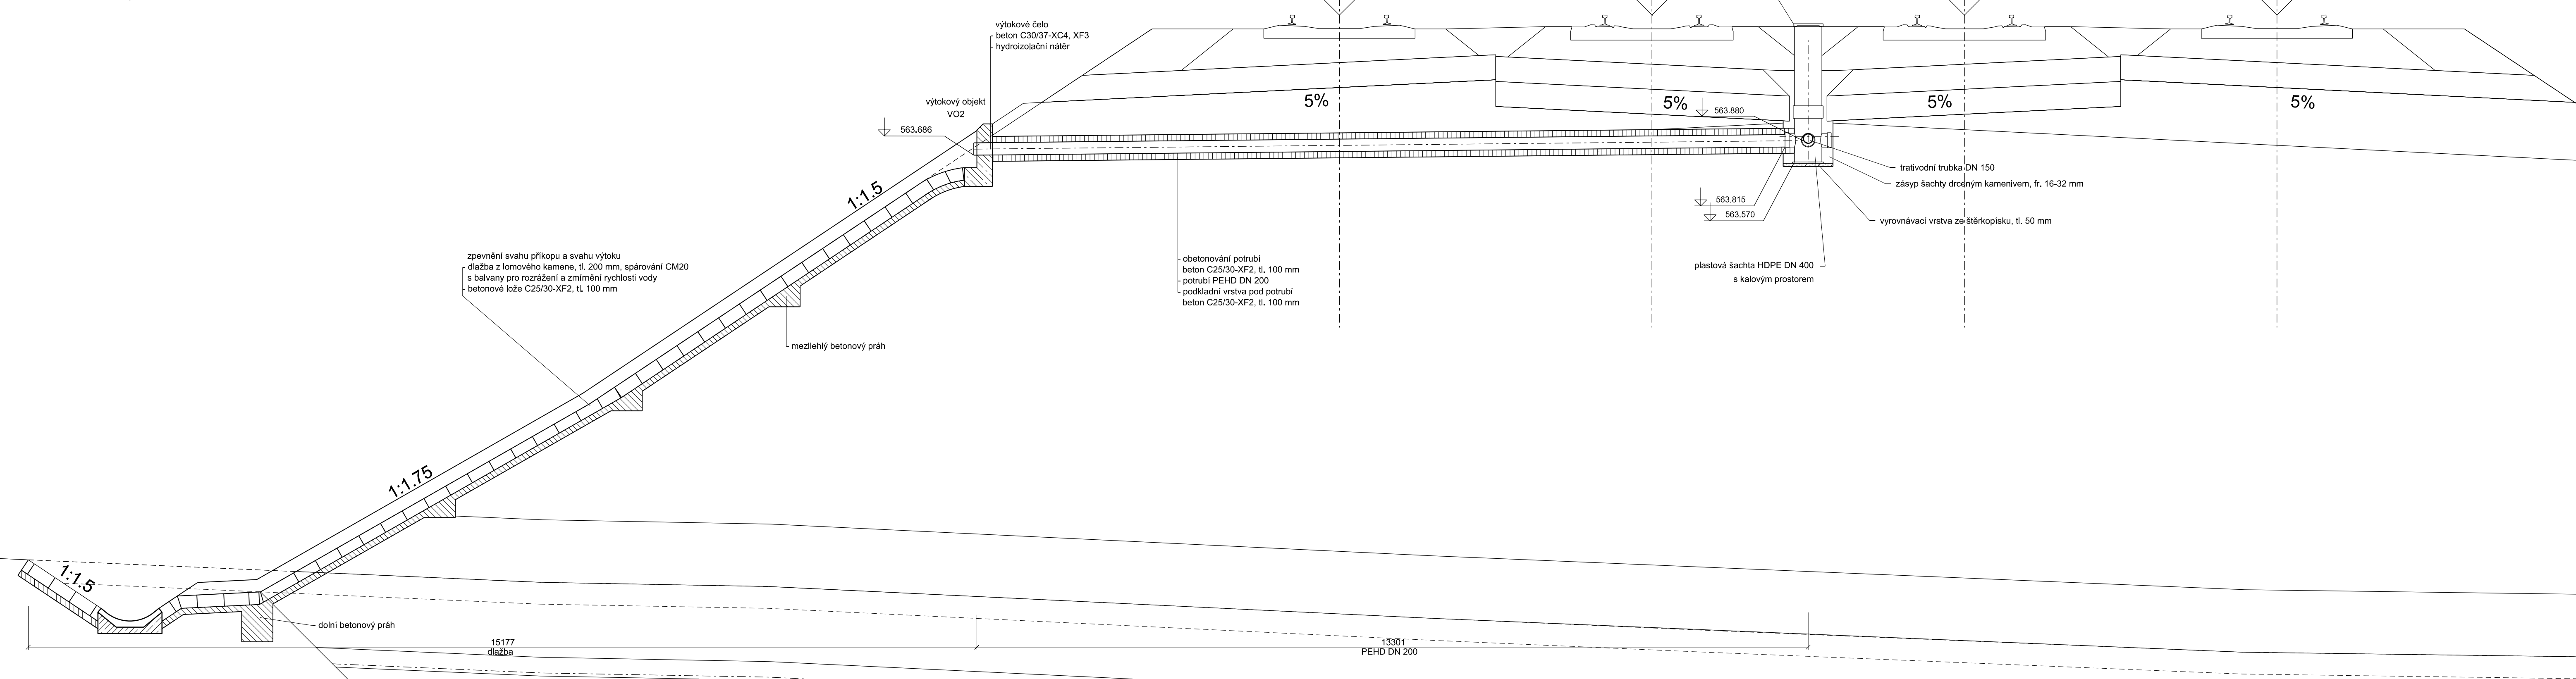 výtokové čelo
beton C30/37-XC4, XF3
hydroizolační nátěr
výtokový objekt
VO2
563.686
5%
5%
5%
5%
563.880
trativodní trubka DN 150
zásyp šachty drceným kamenivem, fr. 16-32 mm
563.815
563.570
vyrovnávací vrstva ze štěrkopísku, tl. 50 mm
plastová šachta HDPE DN 400
s kalovým prostorem
1:1.5
zpevnění svahu příkopu a svahu výtoku
dlažba z lomového kamene, tl. 200 mm, spárování CM20
s balvany pro rozrážení a zmírnění rychlosti vody
betonové lože C25/30-XF2, tl. 100 mm
obetonování potrubí
beton C25/30-XF2, tl. 100 mm
potrubí PEHD DN 200
podkladní vrstva pod potrubí
beton C25/30-XF2, tl. 100 mm
mezilehlý betonový práh
1:1.75
1:1.5
dolní betonový práh
15177
dlažba
13301
PEHD DN 200